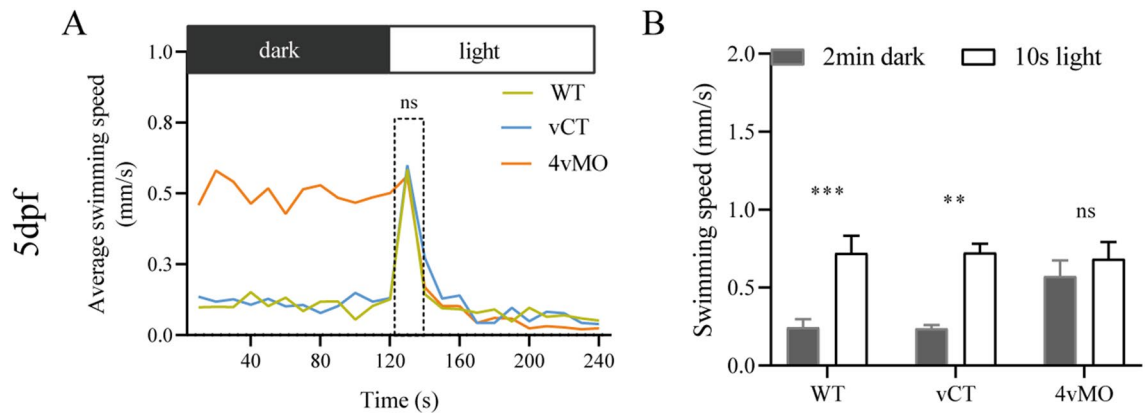 A
dark
light
1.0
0.8
0.5
0.3
0.0
Average swimming speed
(mm/s)
5dpf
ns
WT
vCT
4vMO
40
80
120
160
200
240
Time (s)
B
2min dark
10s light
2.0
1.5
1.0
0.5
0.0
Swimming speed (mm/s)
***
**
ns
WT
vCT
4vMO